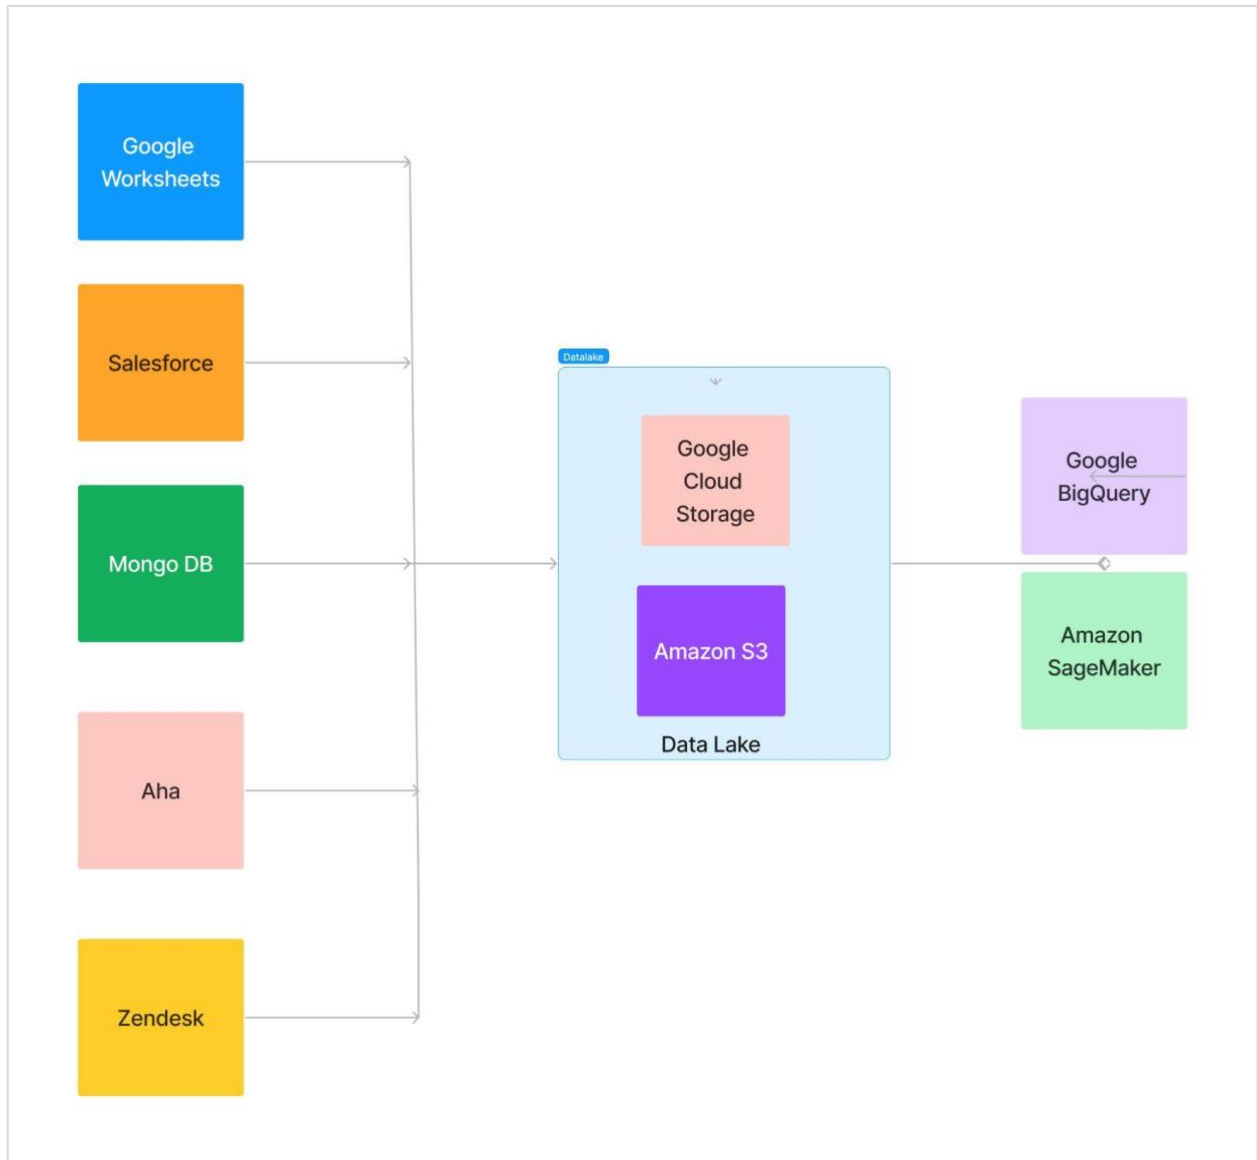 Google
Worksheets
Salesforce
Mongo DB
Aha
Zendesk
Datalake
Google
Cloud
Storage
Amazon S3
Data Lake
Google
BigQuery
Amazon
SageMaker